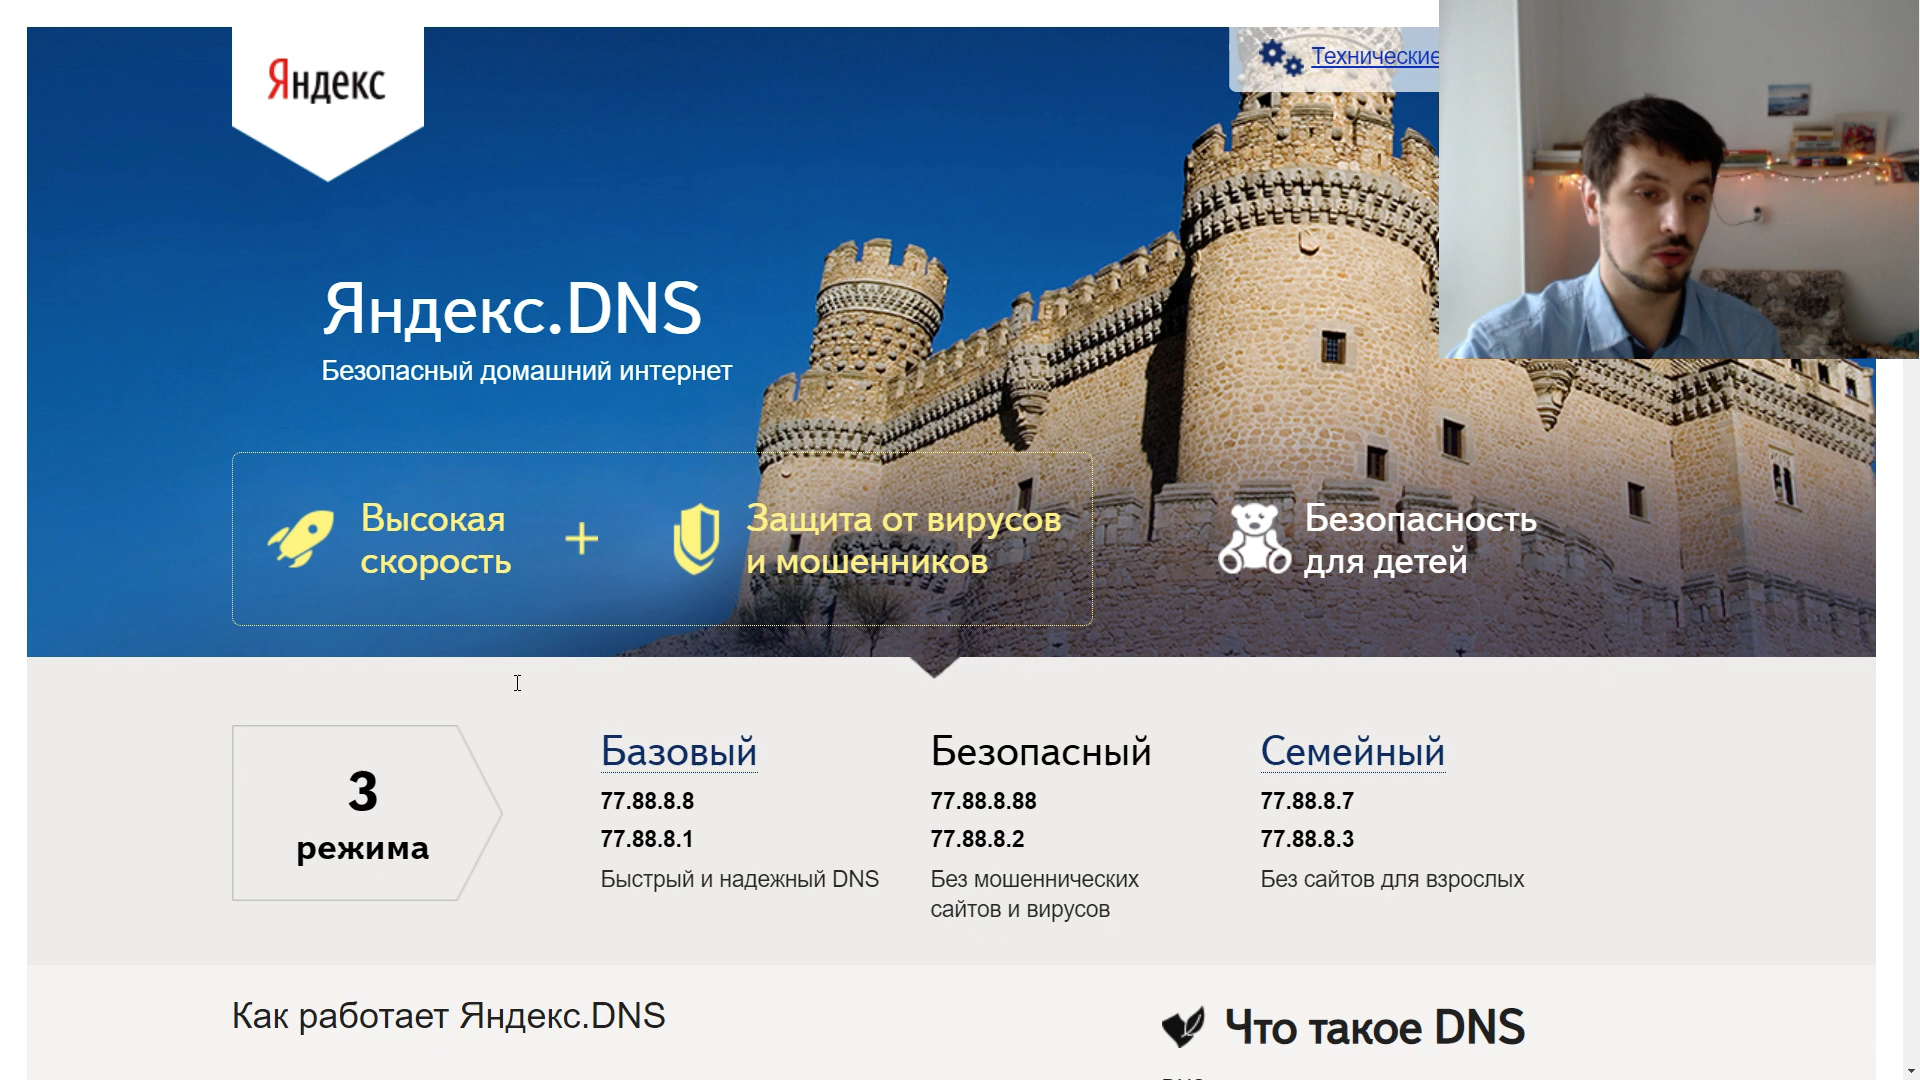 Яндекс
Технические
Яндекс.DNS
Безопасный домашний интернет
Высокая
скорость
+
Защита от вирусов
и мошенников
Безопасность
для детей
3
режима
Базовый
77.88.8.8
77.88.8.1
Быстрый и надежный DNS
Безопасный
77.88.8.88
77.88.8.2
Без мошеннических
сайтов и вирусов
Семейный
77.88.8.7
77.88.8.3
Без сайтов для взрослых
Как работает Яндекс.DNS
Что такое DNS